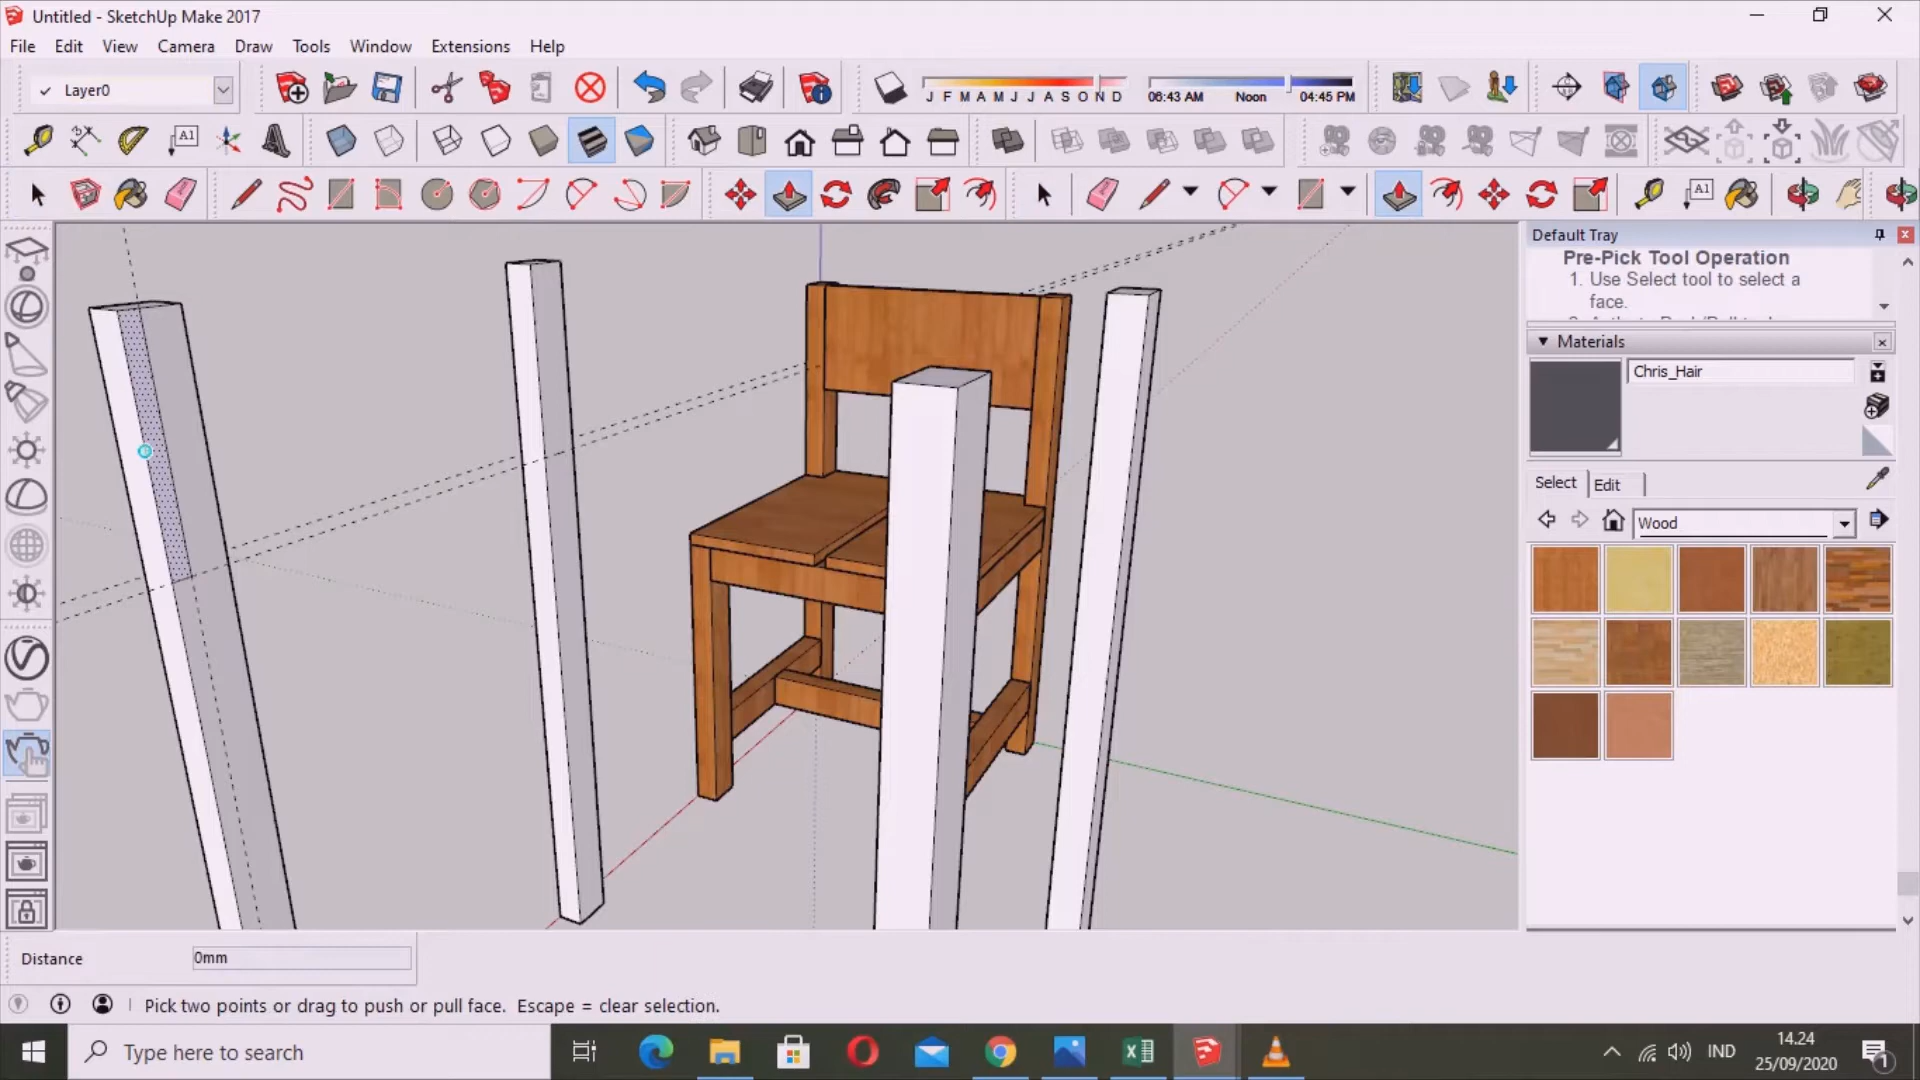 Untitled - SketchUp Make 2017
File Edit View Camera Draw Tools Window Extensions Help
Layer0
J F M A M J J A S O N D
06:43 AM Noon 04:45 PM
A1
A1
Default Tray
Pre-Pick Tool Operation
1. Use Select tool to select a
face.
Materials
Chris_Hair
Select Edit
Wood
Distance 0mm
Pick two points or drag to push or pull face. Escape = clear selection.
Type here to search
IND
14.24
25/09/2020
1